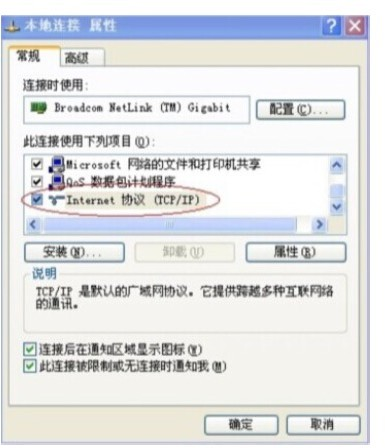 本地连接 属性
常规
高级
连接时使用:
Broadcom NetLink (TM) Gigabit
配置(C)...
此连接使用下列项目(O):
Microsoft 网络的文件和打印机共享
QoS 数据包计划程序
Internet 协议 (TCP/IP)
安装(N)...
卸载(U)
属性(R)
说明
TCP/IP 是默认的广域网协议。它提供跨越多种互联网络
的通讯。
连接后在通知区域显示图标(W)
此连接被限制或无连接时通知我(M)
确定
取消